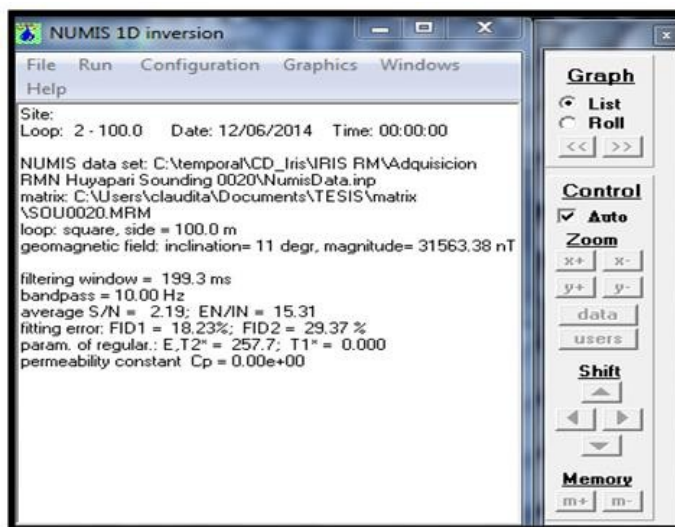 NUMIS 1D inversion
File Run Configuration Graphics Windows
Help
Site:
Loop: 2 - 100.0 Date: 12/06/2014 Time: 00:00:00
NUMIS data set: C:\temporal\CD_Iris\IRIS RM\Adquisicion
RMN Huyapari Sounding 0020\NumisData.inp
matrix: C:\Users\claudita\Documents\TESIS\matrix
\SOU0020.MRM
loop: square, side = 100.0 m
geomagnetic field: inclination= 11 degr, magnitude= 31563.38 nT
filtering window = 199.3 ms
bandpass = 10.00 Hz
average S/N = 2.19; EN/IN = 15.31
fitting error: FID1 = 18.23%; FID2 = 29.37 %
param. of regular.: E,T2* = 257.7; T1* = 0.000
permeability constant Cp = 0.00e+00
Graph
List
Roll
<< >>
Control
Auto
Zoom
x+ x-
y+ y-
data
users
Shift
Memory
m+ m-